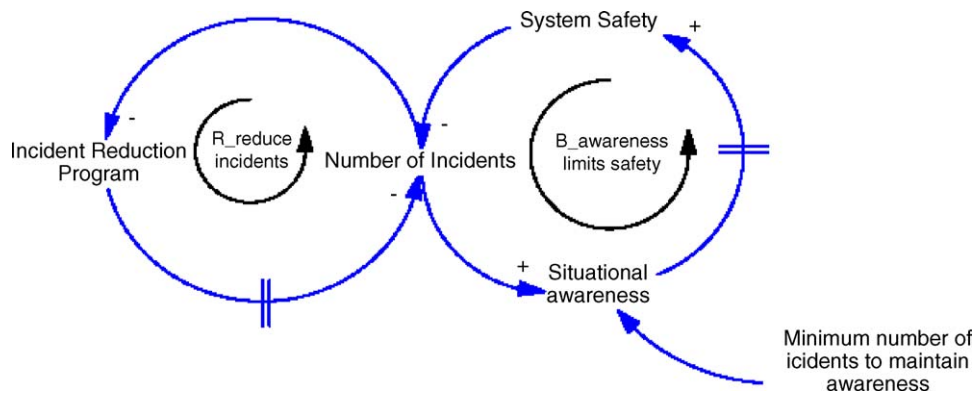 System Safety
+
-
-
R_reduce
incidents
B_awareness
limits safety
Incident Reduction
Program
Number of Incidents
-
+
Situational
awareness
Minimum number of
icidents to maintain
awareness